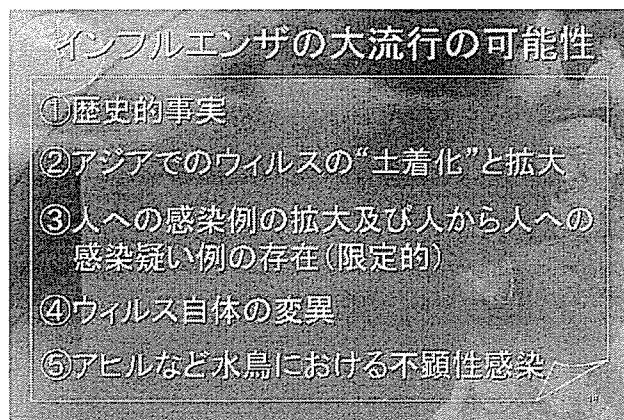 インフルエンザの大流行の可能性
①歴史的事実
②アジアでのウィルスの“土着化”と拡大
③人への感染例の拡大及び人から人への
感染疑い例の存在(限定的)
④ウィルス自体の変異
⑤アヒルなど水鳥における不顕性感染